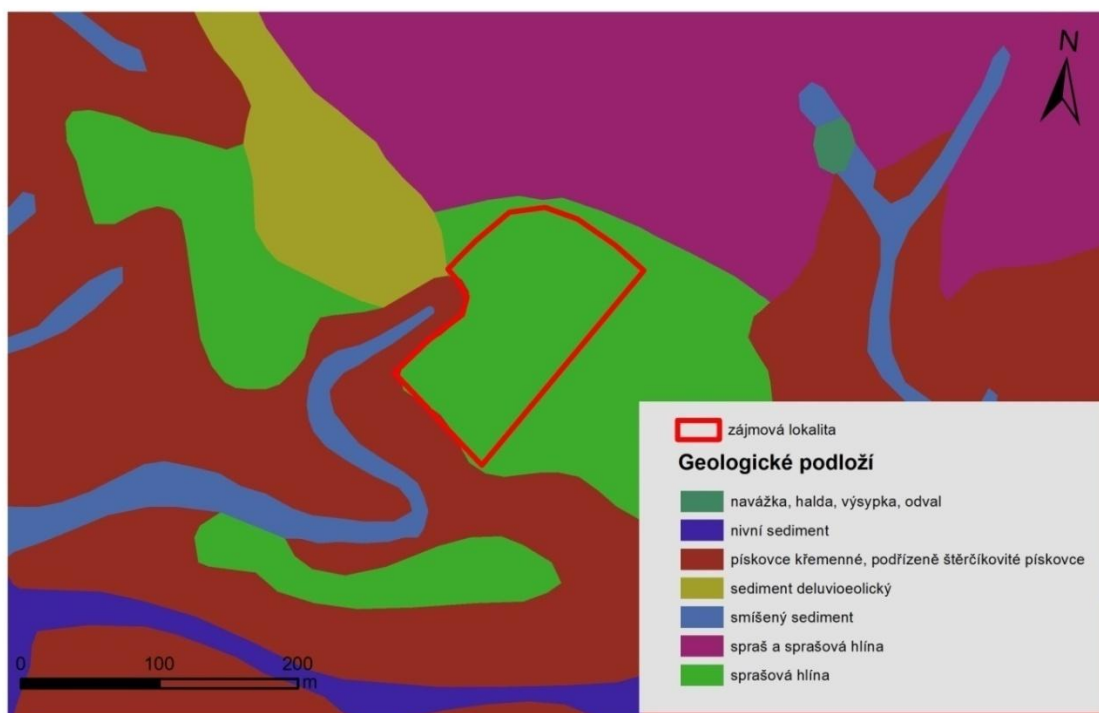 N
zájmová lokalita
Geologické podloží
navážka, halda, výsypka, odval
nivní sediment
pískovce křemenné, podřízeně štěrčíkovité pískovce
sediment deluvioeolický
smíšený sediment
spraš a sprašová hlína
sprašová hlína
0 100 200
m